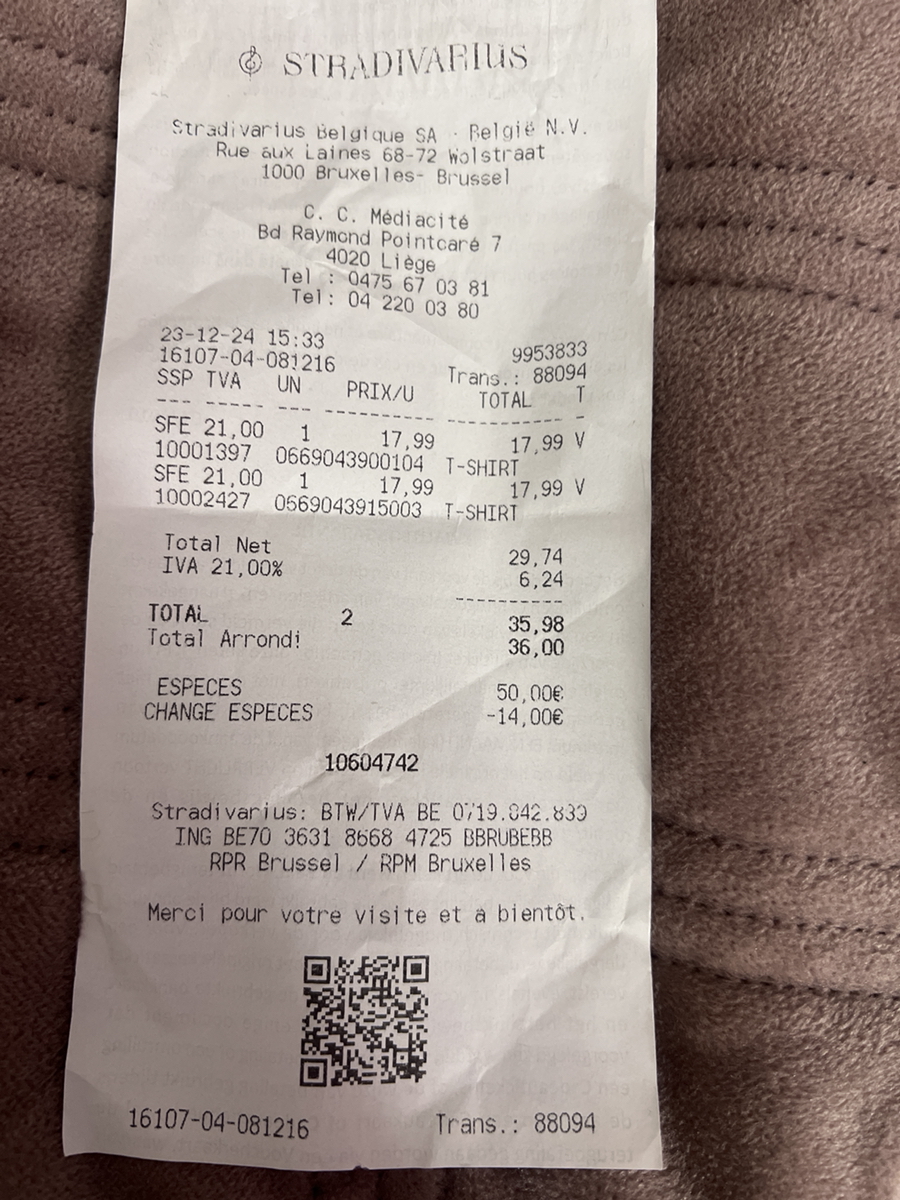 STRADIVARIUS
Stradivarius Belgique SA - België N.V.
Rue aux Laines 68-72 Wolstraat
1000 Bruxelles- Brussel
C. C. Médiacité
Bd Raymond Pointcaré 7
4020 Liège
Tel : 0475 67 03 81
Tel: 04 220 03 80
23-12-24 15:33 9953833
16107-04-081216 Trans.: 88094
SSP TVA UN PRIX/U TOTAL T
--- ------ --- ----------- ----------- -
SFE 21,00 1 17,99 17,99 V
10001397 0669043900104 T-SHIRT
SFE 21,00 1 17,99 17,99 V
10002427 0569043915003 T-SHIRT
Total Net 29,74
IVA 21,00% 6,24
-----------
TOTAL 2 35,98
Total Arrondi 36,00
ESPECES 50,00€
CHANGE ESPECES -14,00€
10604742
Stradivarius: BTW/TVA BE 0719.842.839
ING BE70 3631 8668 4725 BBRUBEBB
RPR Brussel / RPM Bruxelles
Merci pour votre visite et a bientôt.
16107-04-081216 Trans.: 88094